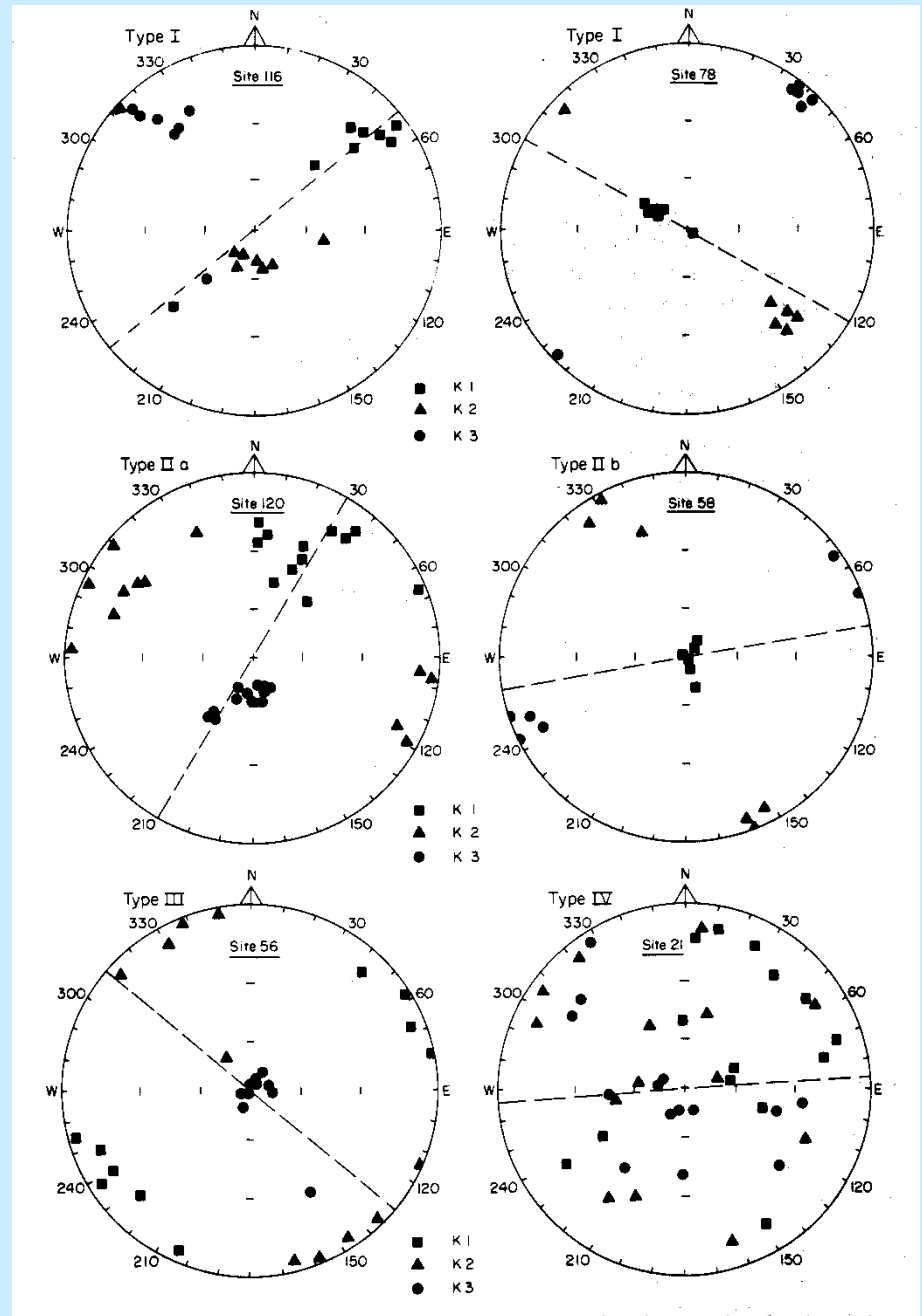 N
Type I
330
30
Site 116
300
60
W
E
240
120
210
150
N
Type I
330
30
Site 78
300
60
W
E
240
120
210
150
K 1
K 2
K 3
N
Type II a
330
30
Site 120
300
60
W
E
240
120
210
150
N
Type II b
330
30
Site 58
300
60
W
E
240
120
210
150
K 1
K 2
K 3
N
Type III
330
30
Site 56
300
60
W
E
240
120
210
150
N
Type IV
330
30
Site 21
300
60
W
E
240
120
210
150
K 1
K 2
K 3